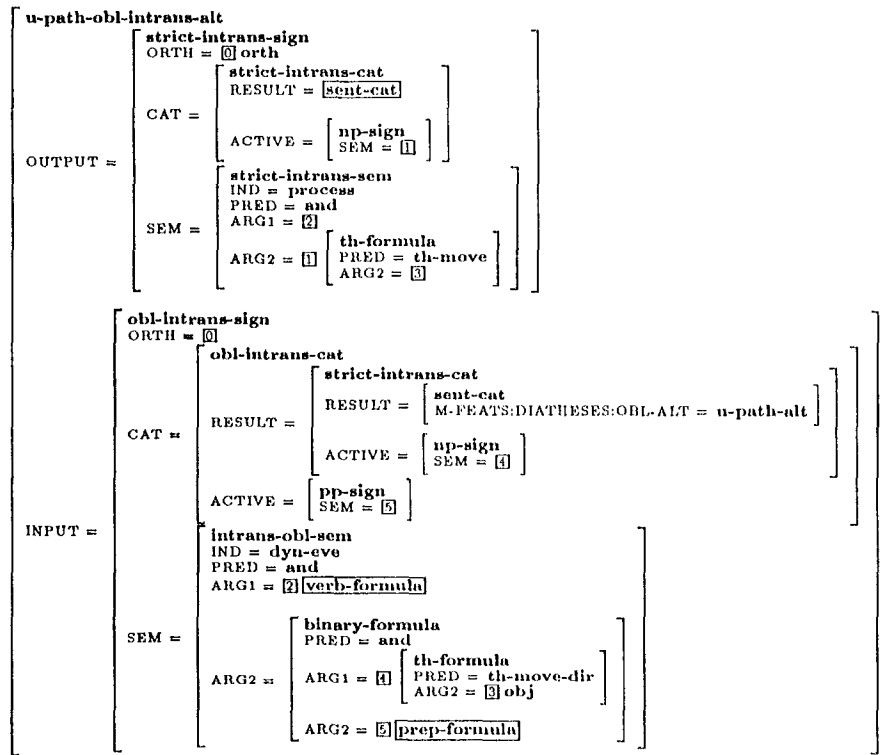 u-path-obl-intrans-alt
strict-intrans-sign
ORTH = [0] orth
strict-intrans-cat
RESULT = sent-cat
CAT =
np-sign
ACTIVE =
SEM = [1]
OUTPUT =
strict-intrans-sem
IND = process
PRED = and
ARG1 = [2]
SEM =
th-formula
ARG2 = [1] PRED = th-move
ARG2 = [3]
obl-intrans-sign
ORTH = [0]
obl-intrans-cat
strict-intrans-cat
sent-cat
RESULT =
M-FEATS:DIATHESES:OBL-ALT = u-path-alt
RESULT =
CAT =
np-sign
ACTIVE =
SEM = [4]
pp-sign
ACTIVE =
SEM = [5]
INPUT =
intrans-obl-sem
IND = dyn-eve
PRED = and
ARG1 = [2] verb-formula
binary-formula
PRED = and
SEM =
th-formula
ARG2 = ARG1 = [4] PRED = th-move-dir
ARG2 = [3] obj
ARG2 = [5] prep-formula